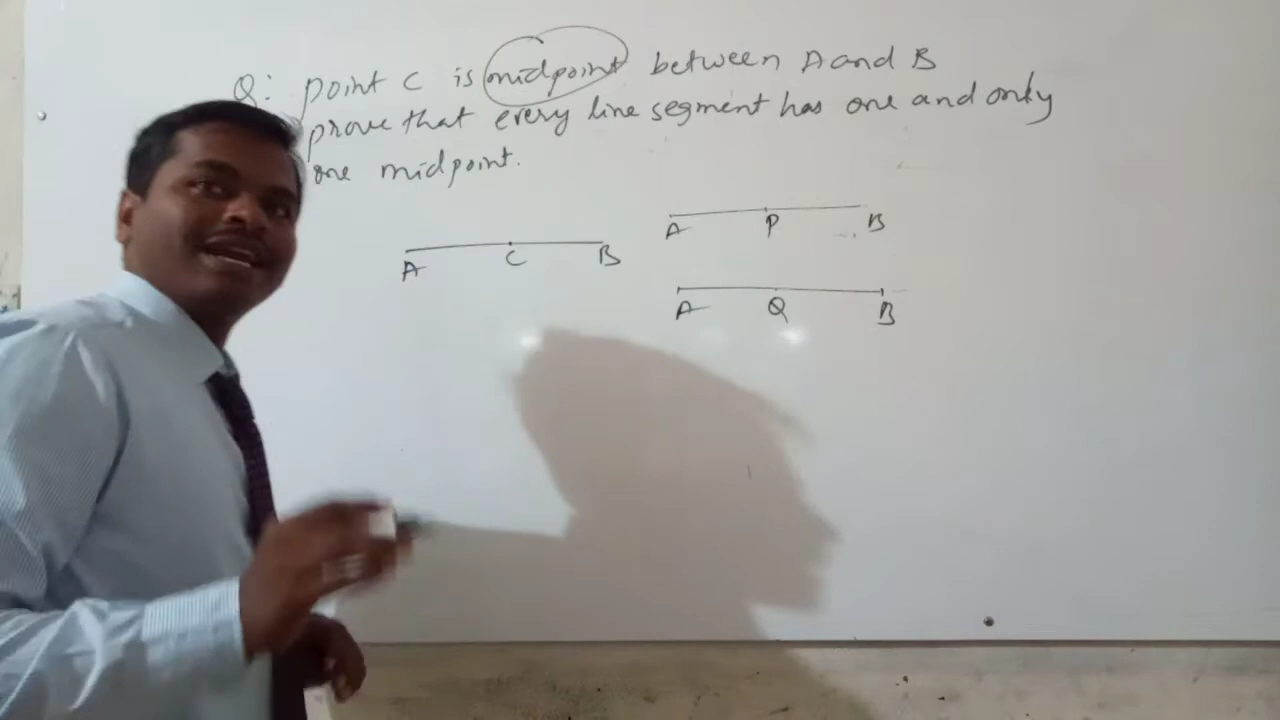 Q: point C is midpoint between A and B
prove that every line segment has one and only
one midpoint.
A P B
A C B
A Q B